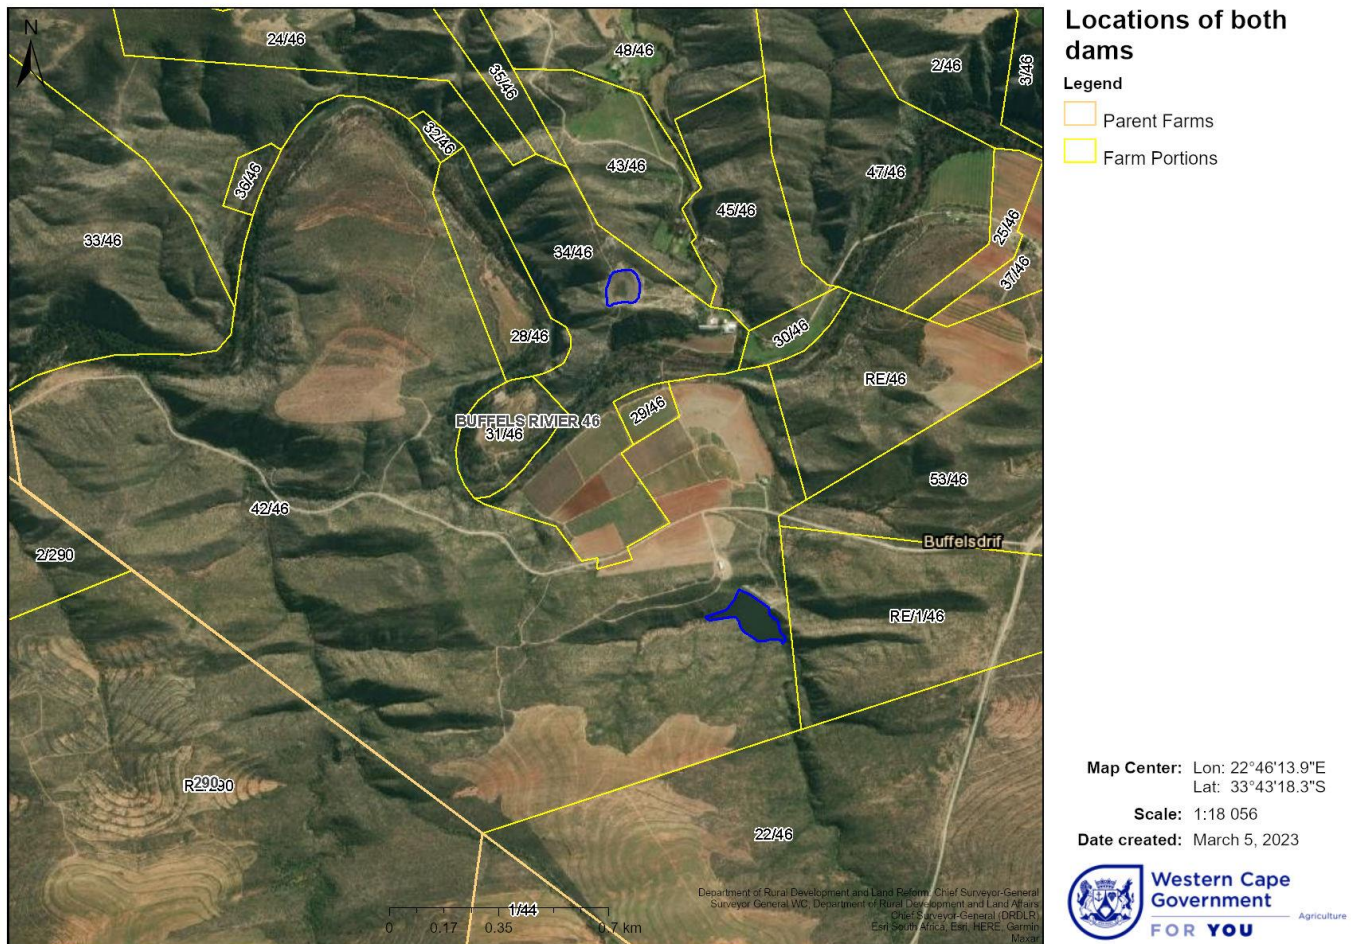 Locations of both
dams
Legend
Parent Farms
Farm Portions
N
24/46
48/46
35/46
2/46
3/46
32/46
36/46
43/46
47/46
45/46
33/46
34/46
25/46
37/46
28/46
30/46
RE/46
29/46
BUFFELS RIVIER 46
31/46
53/46
42/46
Buffelsdrif
2/290
RE/1/46
290
22/46
1/44
0 0.17 0.35 0.7 km
Department of Rural Development and Land Reform, Chief Surveyor-General
Surveyor General WC, Department of Rural Development and Land Affairs
Chief Surveyor-General (DRDLR)
Esri South Africa, Esri, HERE, Garmin
Maxar
Map Center: Lon: 22°46'13.9"E
Lat: 33°43'18.3"S
Scale: 1:18 056
Date created: March 5, 2023
Western Cape
Government
Agriculture
FOR YOU